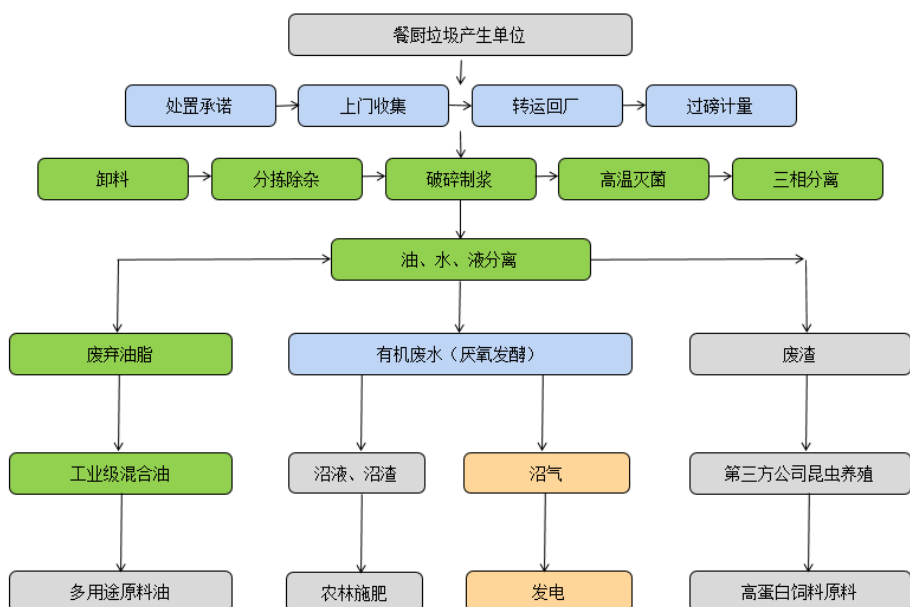 餐厨垃圾产生单位
处置承诺
上门收集
转运回厂
过磅计量
卸料
分拣除杂
破碎制浆
高温灭菌
三相分离
油、水、液分离
废弃油脂
有机废水（厌氧发酵）
废渣
工业级混合油
沼液、沼渣
沼气
第三方公司昆虫养殖
多用途原料油
农林施肥
发电
高蛋白饲料原料